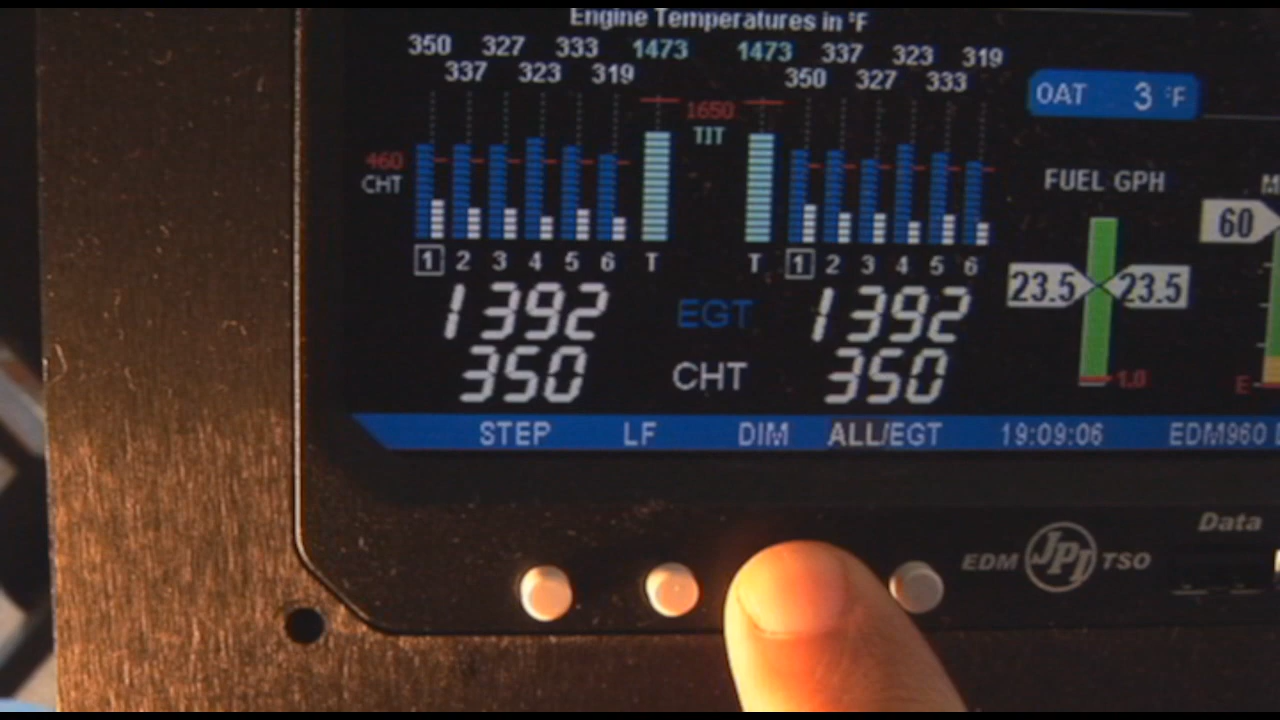 Engine Temperatures in °F
350 327 333 1473 1473 337 323 319
337 323 319 350 327 333
OAT 3 °F
1650
TIT
460
CHT
FUEL GPH
60
1 2 3 4 5 6 T T 1 2 3 4 5 6
23.5 23.5
1392 EGT 1392
350 CHT 350
1.0
E
STEP LF DIM ALL/EGT 19:09:06 EDM960
Data
EDM JPI TSO